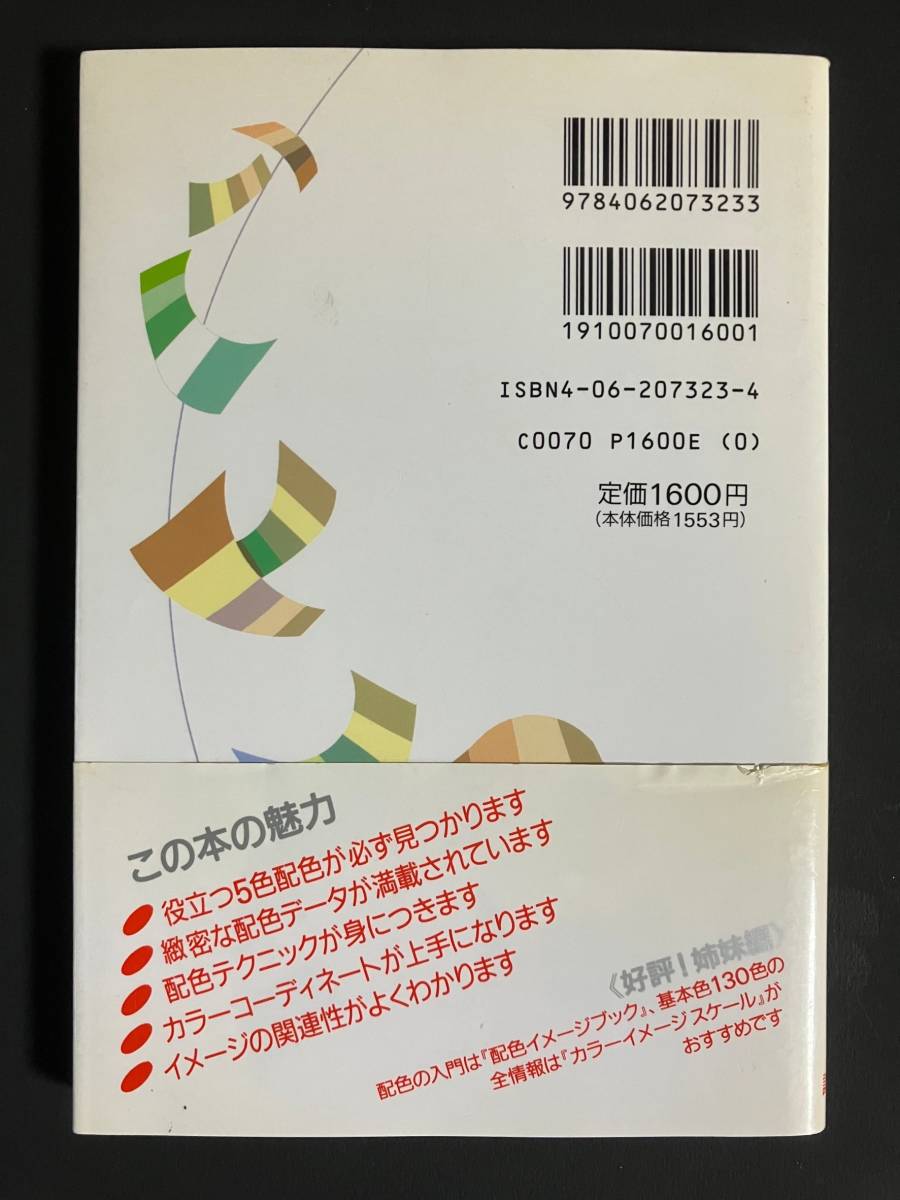 9784062073233
1910070016001
ISBN4-06-207323-4
C0070 P1600E (0)
定価1600円
(本体価格1553円)
この本の魅力
役立つ5色配色が必ず見つかります
緻密な配色データが満載されています
配色テクニックが身につきます
カラーコーディネートが上手になります
イメージの関連性がよくわかります
《好評!姉妹編》
配色の入門は『配色イメージブック』、基本色130色の
全情報は『カラーイメージスケール』が
おすすめです